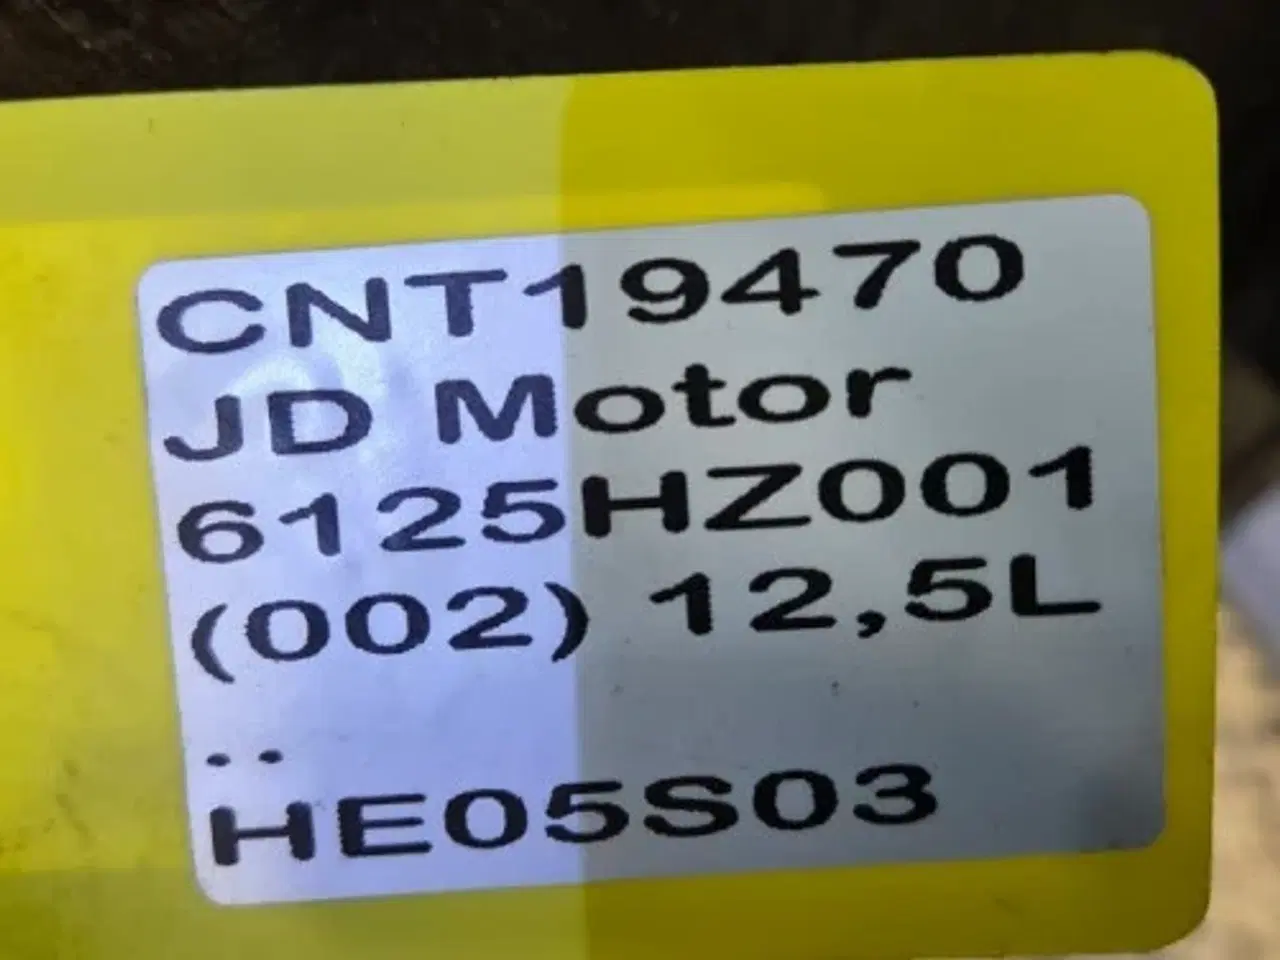 CNT19470
JD Motor
6125HZ001
(002) 12,5L
..
HE05S03